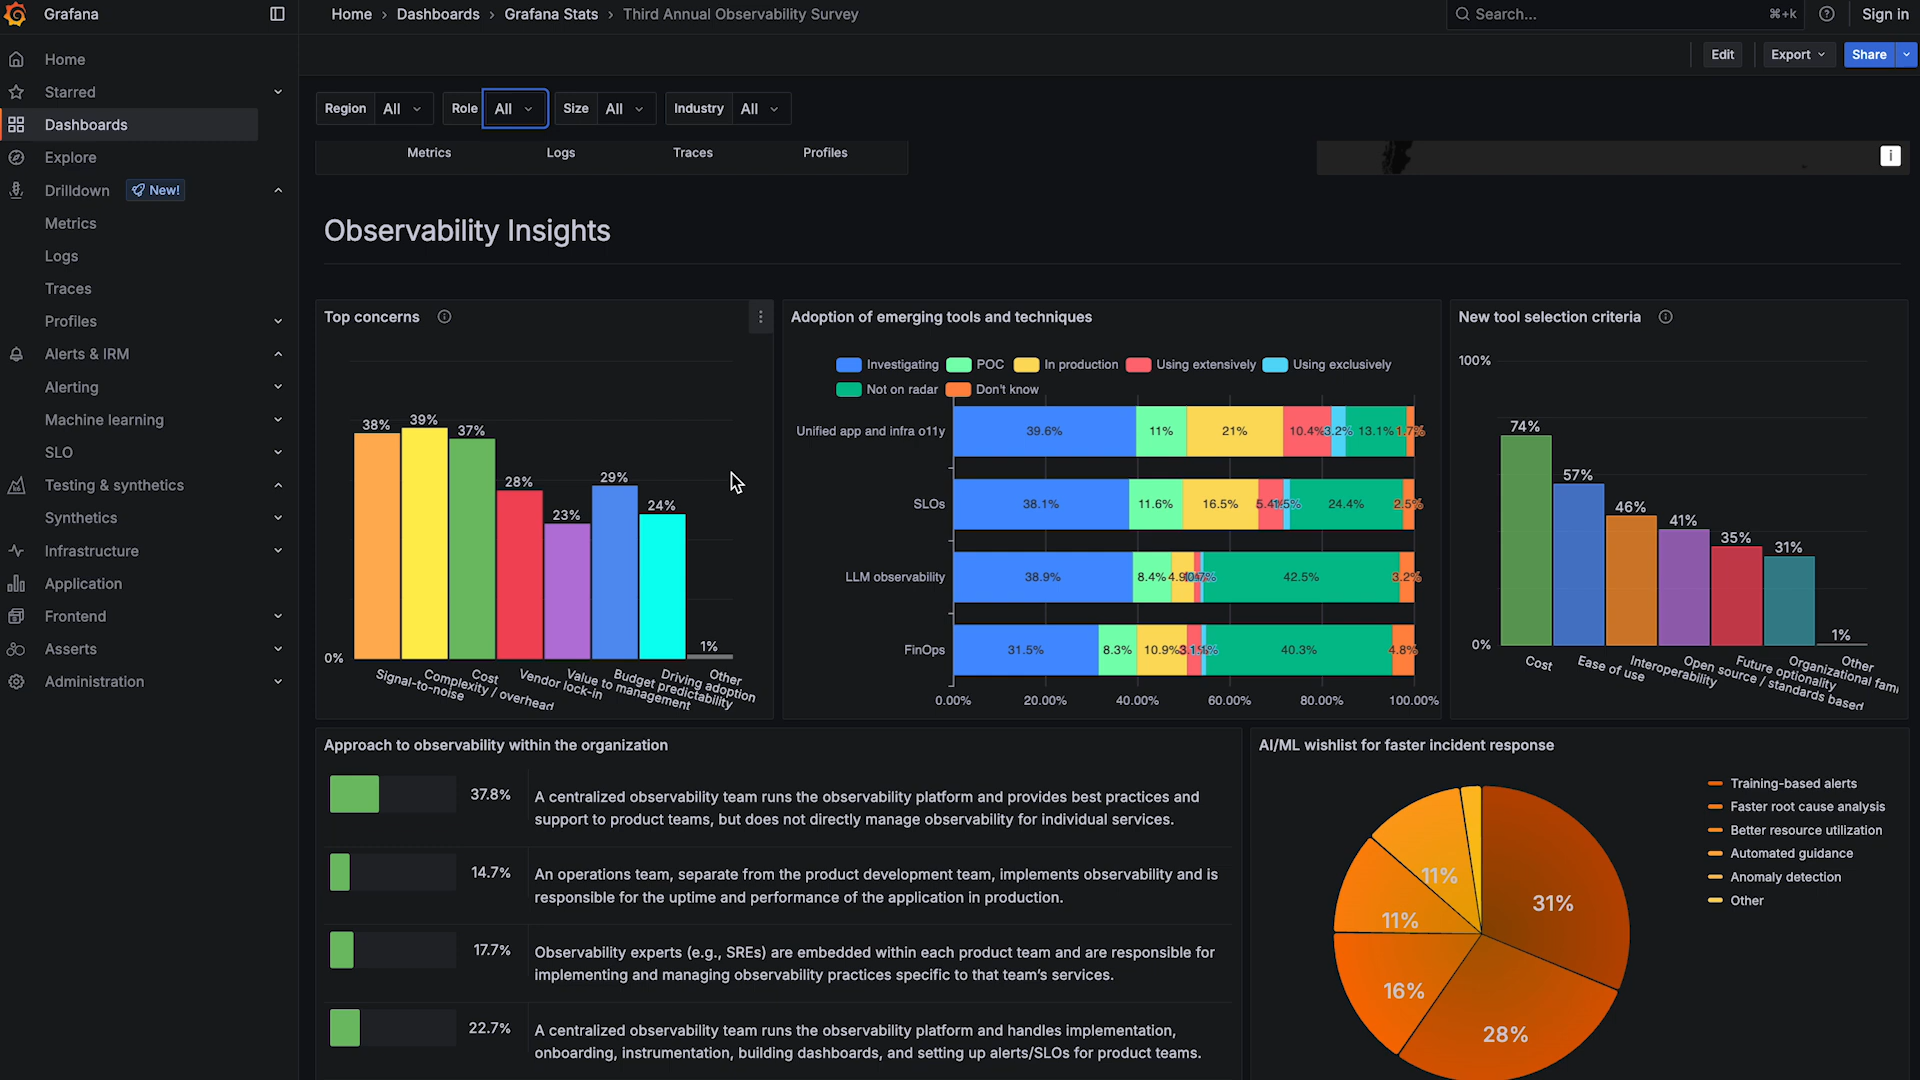 Grafana
Home › Dashboards › Grafana Stats › Third Annual Observability Survey
Search...
⌘+k
Sign in
Edit
Export
Share
Home
Starred
Dashboards
Explore
Drilldown
New!
Metrics
Logs
Traces
Profiles
Alerts & IRM
Alerting
Machine learning
SLO
Testing & synthetics
Synthetics
Infrastructure
Application
Frontend
Asserts
Administration
Region All
Role All
Size All
Industry All
Metrics Logs Traces Profiles
i
Observability Insights
Top concerns
38%
39%
37%
28%
23%
29%
24%
1%
0%
Signal-to-noise
Complexity / overhead
Cost
Vendor lock-in
Value to management
Budget predictability
Driving adoption
Other
Adoption of emerging tools and techniques
Investigating POC In production Using extensively Using exclusively
Not on radar Don't know
Unified app and infra o11y 39.6% 11% 21% 10.4% 3.2% 13.1% 1.7%
SLOs 38.1% 11.6% 16.5% 5.4% 1.5% 24.4% 2.5%
LLM observability 38.9% 8.4% 42.5% 3.2%
FinOps 31.5% 8.3% 10.9% 3.1% 40.3% 4.8%
0.00% 20.00% 40.00% 60.00% 80.00% 100.00%
New tool selection criteria
100%
74%
57%
46%
41%
35%
31%
1%
0%
Cost
Ease of use
Interoperability
Open source / standards based
Future optionality
Organizational fami
Other
Approach to observability within the organization
37.8%
A centralized observability team runs the observability platform and provides best practices and
support to product teams, but does not directly manage observability for individual services.
14.7%
An operations team, separate from the product development team, implements observability and is
responsible for the uptime and performance of the application in production.
17.7%
Observability experts (e.g., SREs) are embedded within each product team and are responsible for
implementing and managing observability practices specific to that team's services.
22.7%
A centralized observability team runs the observability platform and handles implementation,
onboarding, instrumentation, building dashboards, and setting up alerts/SLOs for product teams.
AI/ML wishlist for faster incident response
31%
28%
16%
11%
11%
Training-based alerts
Faster root cause analysis
Better resource utilization
Automated guidance
Anomaly detection
Other